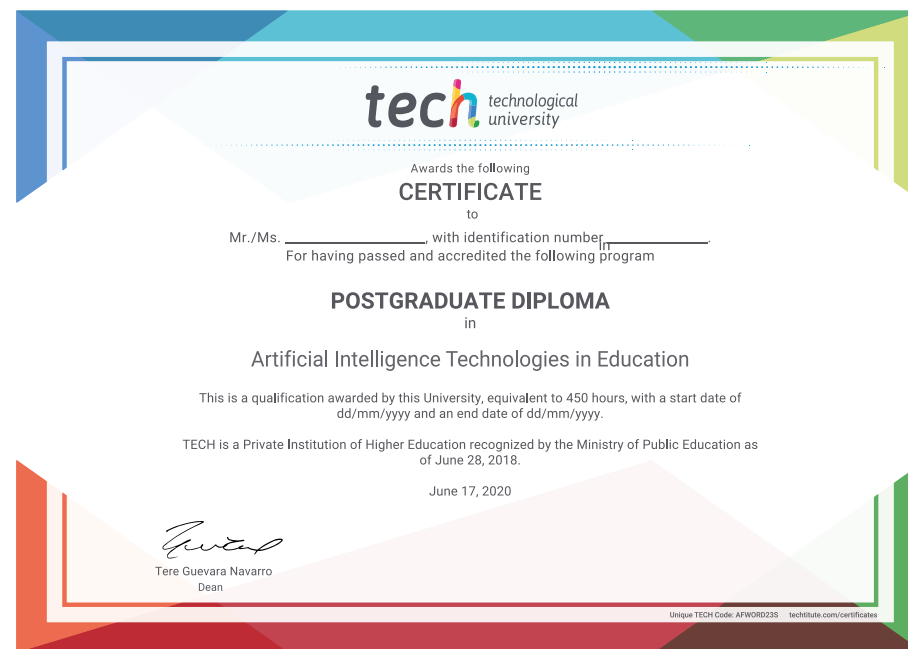 tech technological
university
Awards the following
CERTIFICATE
to
Mr./Ms. ____________________, with identification number______________.
In
For having passed and accredited the following program
POSTGRADUATE DIPLOMA
in
Artificial Intelligence Technologies in Education
This is a qualification awarded by this University, equivalent to 450 hours, with a start date of
dd/mm/yyyy and an end date of dd/mm/yyyy.
TECH is a Private Institution of Higher Education recognized by the Ministry of Public Education as
of June 28, 2018.
June 17, 2020
Tere Guevara Navarro
Dean
Unique TECH Code: AFWORD23S techtitute.com/certificates